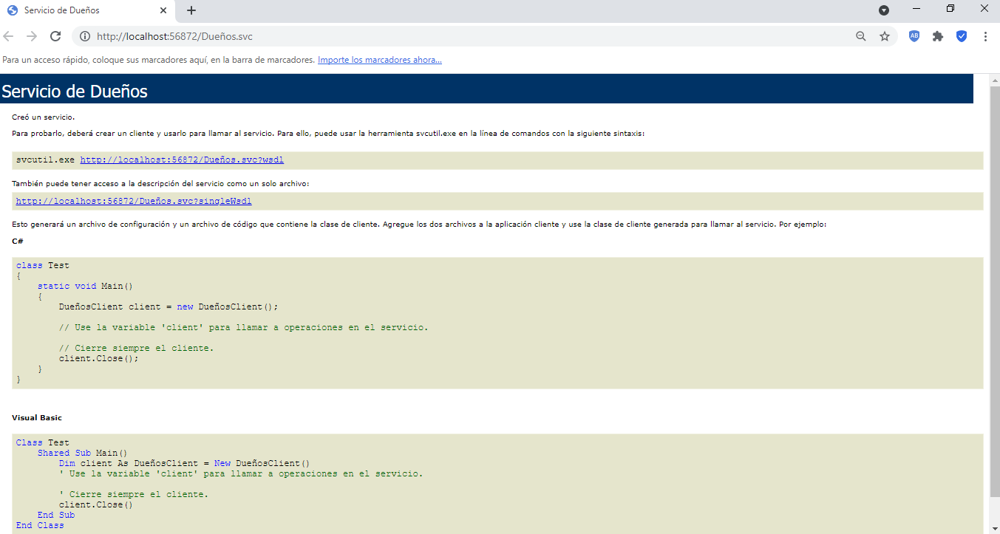 Servicio de Dueños
http://localhost:56872/Dueños.svc
AB
Para un acceso rápido, coloque sus marcadores aquí, en la barra de marcadores. Importe los marcadores ahora...
Servicio de Dueños
Creó un servicio.
Para probarlo, deberá crear un cliente y usarlo para llamar al servicio. Para ello, puede usar la herramienta svcutil.exe en la línea de comandos con la siguiente sintaxis:
svcutil.exe http://localhost:56872/Dueños.svc?wsdl
También puede tener acceso a la descripción del servicio como un solo archivo:
http://localhost:56872/Dueños.svc?singleWsdl
Esto generará un archivo de configuración y un archivo de código que contiene la clase de cliente. Agregue los dos archivos a la aplicación cliente y use la clase de cliente generada para llamar al servicio. Por ejemplo:
C#
class Test
{
    static void Main()
    {
        DueñosClient client = new DueñosClient();
        // Use la variable 'client' para llamar a operaciones en el servicio.
        // Cierre siempre el cliente.
        client.Close();
    }
}
Visual Basic
Class Test
    Shared Sub Main()
        Dim client As DueñosClient = New DueñosClient()
        ' Use la variable 'client' para llamar a operaciones en el servicio.
        ' Cierre siempre el cliente.
        client.Close()
    End Sub
End Class